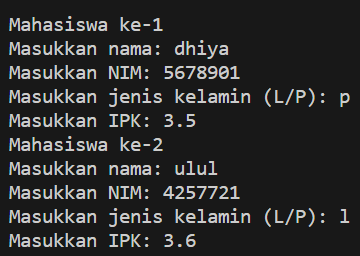 Mahasiswa ke-1
Masukkan nama: dhiya
Masukkan NIM: 5678901
Masukkan jenis kelamin (L/P): p
Masukkan IPK: 3.5
Mahasiswa ke-2
Masukkan nama: ulul
Masukkan NIM: 4257721
Masukkan jenis kelamin (L/P): l
Masukkan IPK: 3.6